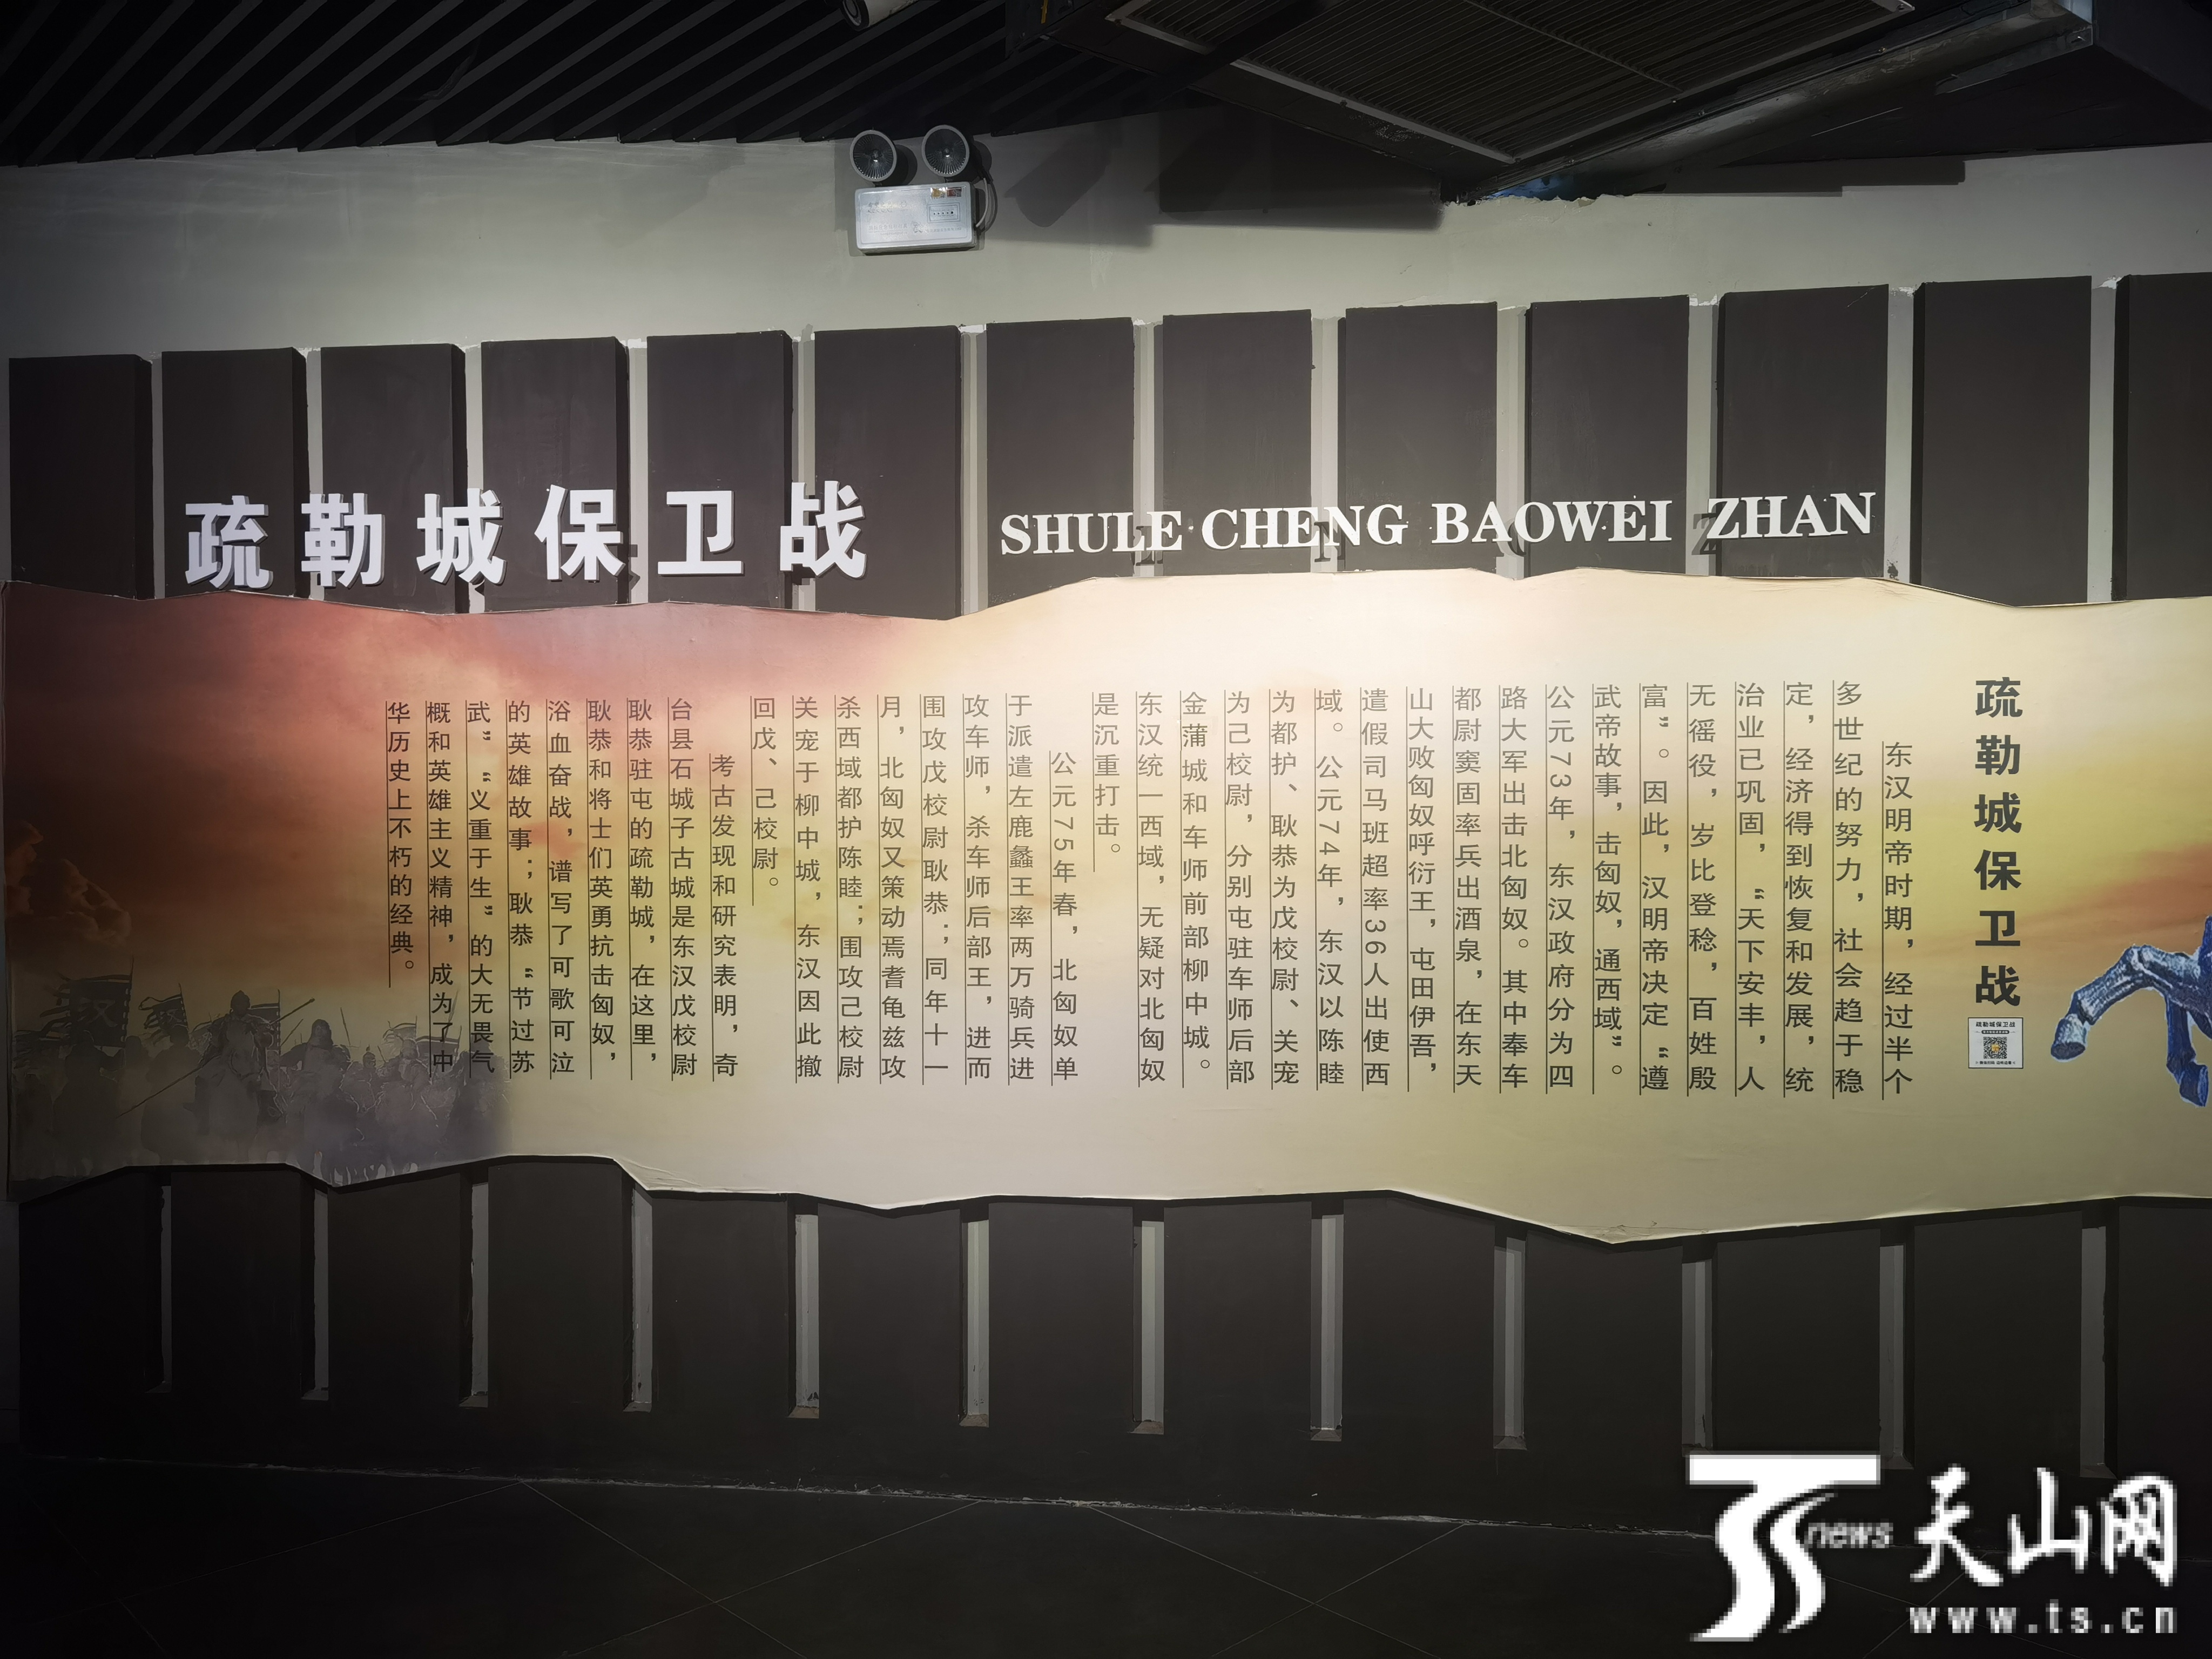 疏勒城保卫战
SHULE CHENG BAOWEI ZHAN
疏勒城保卫战
东汉明帝时期，经过半个
多世纪的努力，社会趋于稳
定，经济得到恢复和发展，统
治业已巩固，“天下安丰，人
无徭役，岁比登稔，百姓殷
富”。因此，汉明帝决定“遵
武帝故事，击匈奴，通西域”。
公元73年，东汉政府分为四
路大军出击北匈奴。其中奉车
都尉窦固率兵出酒泉，在东天
山大败匈奴呼衍王，屯田伊吾，
遣假司马班超率36人出使西
域。公元74年，东汉以陈睦
为都护、耿恭为戊校尉、关宠
为己校尉，分别屯驻车师后部
金蒲城和车师前部柳中城。
东汉统一西域，无疑对北匈奴
是沉重打击。
公元75年春，北匈奴单
于派遣左鹿蠡王率两万骑兵进
攻车师，杀车师后部王，进而
围攻戊校尉耿恭；同年十一
月，北匈奴又策动焉耆龟兹攻
杀西域都护陈睦；围攻己校尉
关宠于柳中城，东汉因此撤
回戊、己校尉。
考古发现和研究表明，奇
台县石城子古城是东汉戊校尉
耿恭驻屯的疏勒城，在这里，
耿恭和将士们英勇抗击匈奴，
浴血奋战，谱写了可歌可泣
的英雄故事；耿恭“节过苏
武”“义重于生”的大无畏气
概和英雄主义精神，成为了中
华历史上不朽的经典。
疏勒城保卫战
news 天山网
www.ts.cn